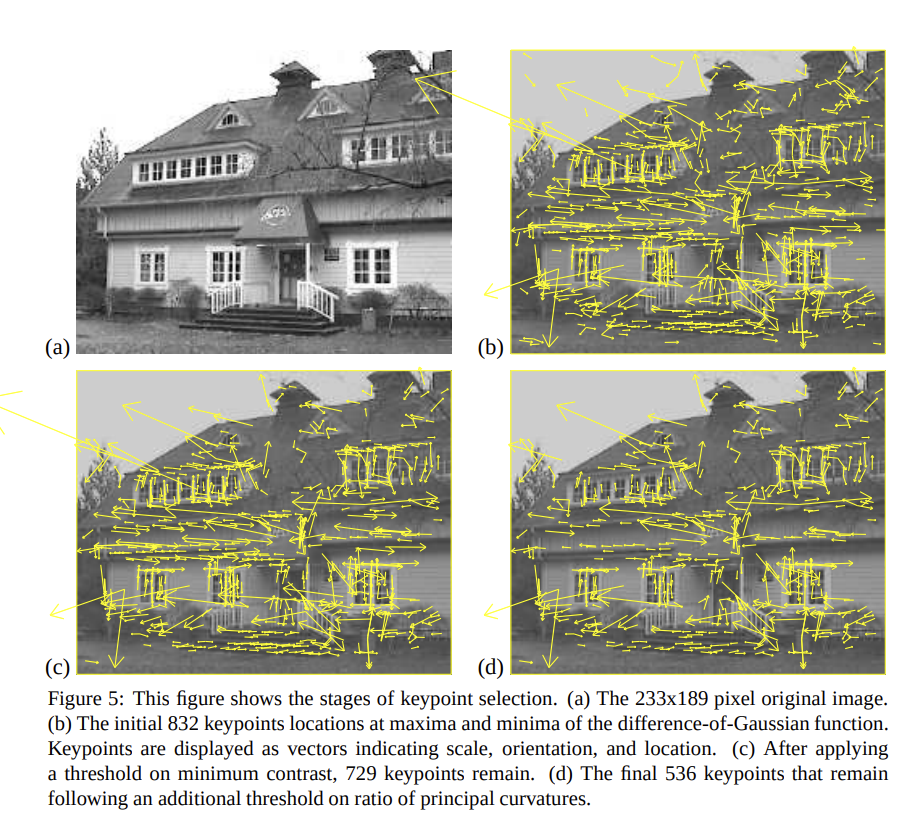 (a)
(b)
(c)
(d)
Figure 5: This figure shows the stages of keypoint selection. (a) The 233x189 pixel original image.
(b) The initial 832 keypoints locations at maxima and minima of the difference-of-Gaussian function.
Keypoints are displayed as vectors indicating scale, orientation, and location. (c) After applying
a threshold on minimum contrast, 729 keypoints remain. (d) The final 536 keypoints that remain
following an additional threshold on ratio of principal curvatures.